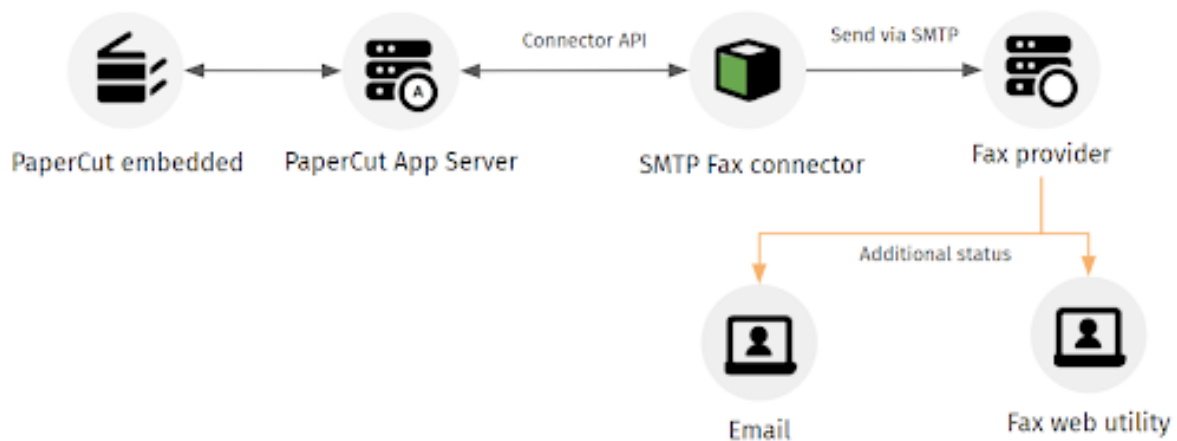 Connector API
Send via SMTP
A
PaperCut embedded
PaperCut App Server
SMTP Fax connector
Fax provider
Additional status
Email
Fax web utility